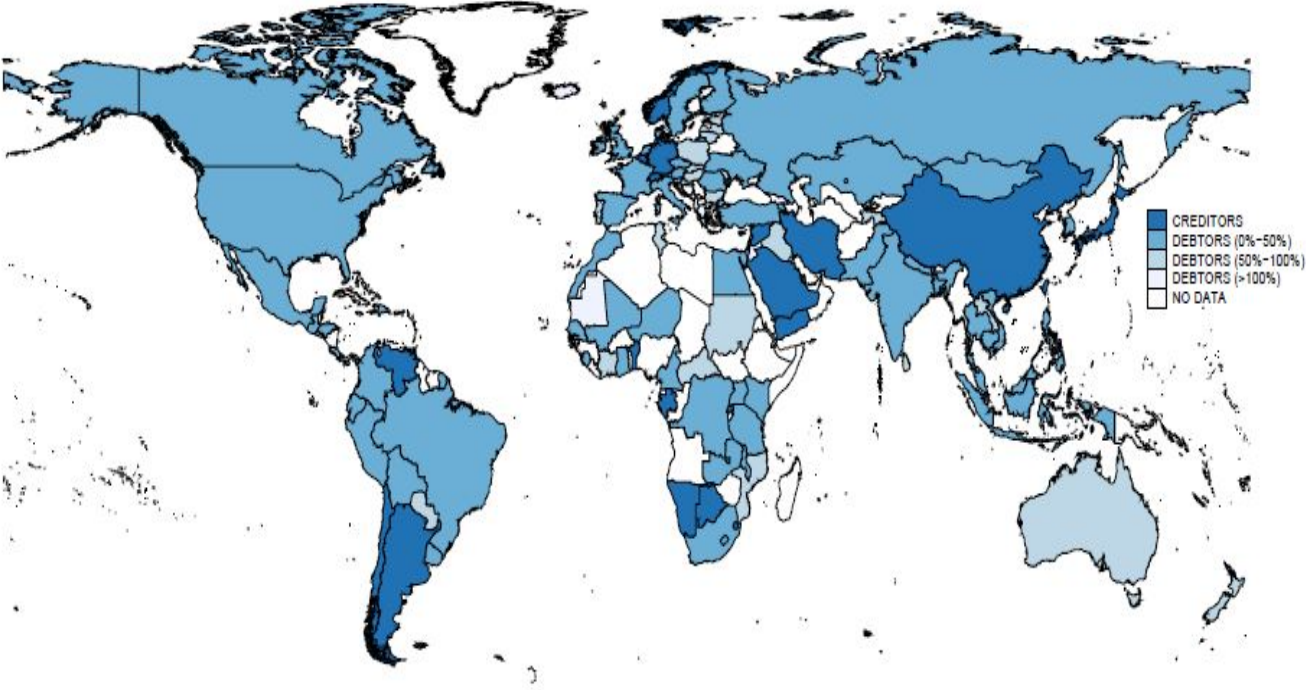 CREDITORS
DEBTORS (0%-50%)
DEBTORS (50%-100%)
DEBTORS (>100%)
NO DATA